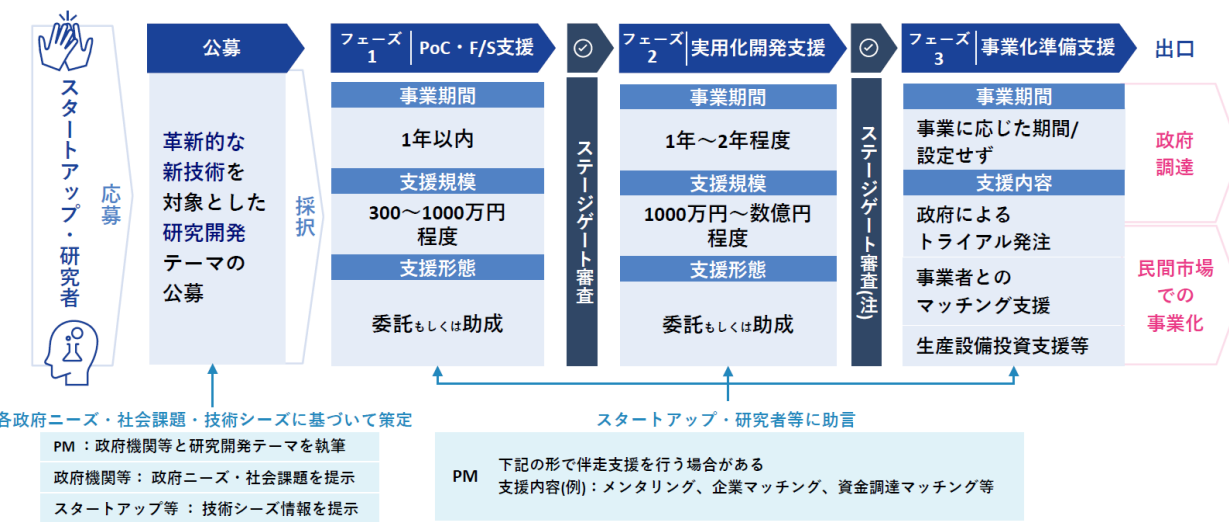 スタートアップ・研究者
応募
公募
革新的な
新技術を
対象とした
研究開発
テーマの
公募
採択
フェーズ
1
PoC・F/S支援
事業期間
1年以内
支援規模
300～1000万円
程度
支援形態
委託もしくは助成
ステージゲート審査
フェーズ
2
実用化開発支援
事業期間
1年～2年程度
支援規模
1000万円～数億円
程度
支援形態
委託もしくは助成
ステージゲート審査(注)
フェーズ
3
事業化準備支援
事業期間
事業に応じた期間/
設定せず
支援内容
政府による
トライアル発注
事業者との
マッチング支援
生産設備投資支援等
出口
政府
調達
民間市場
での
事業化
各政府ニーズ・社会課題・技術シーズに基づいて策定
PM ：政府機関等と研究開発テーマを執筆
政府機関等： 政府ニーズ・社会課題を提示
スタートアップ等 ： 技術シーズ情報を提示
スタートアップ・研究者等に助言
PM
下記の形で伴走支援を行う場合がある
支援内容(例)：メンタリング、企業マッチング、資金調達マッチング等